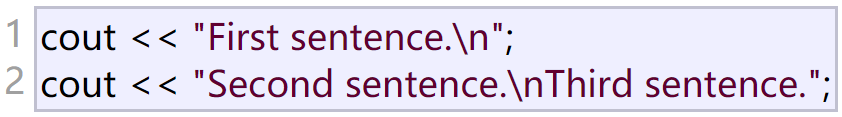 1 cout << "First sentence.\n";
2 cout << "Second sentence.\nThird sentence.";